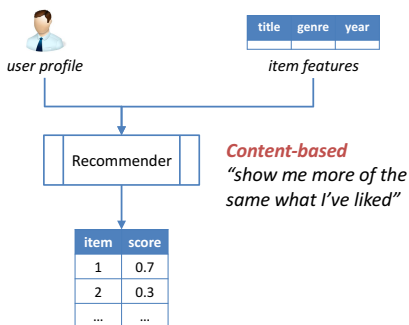 title genre year
user profile
item features
Recommender
Content-based
“show me more of the
same what I’ve liked”
item score
1 0.7
2 0.3
... ...